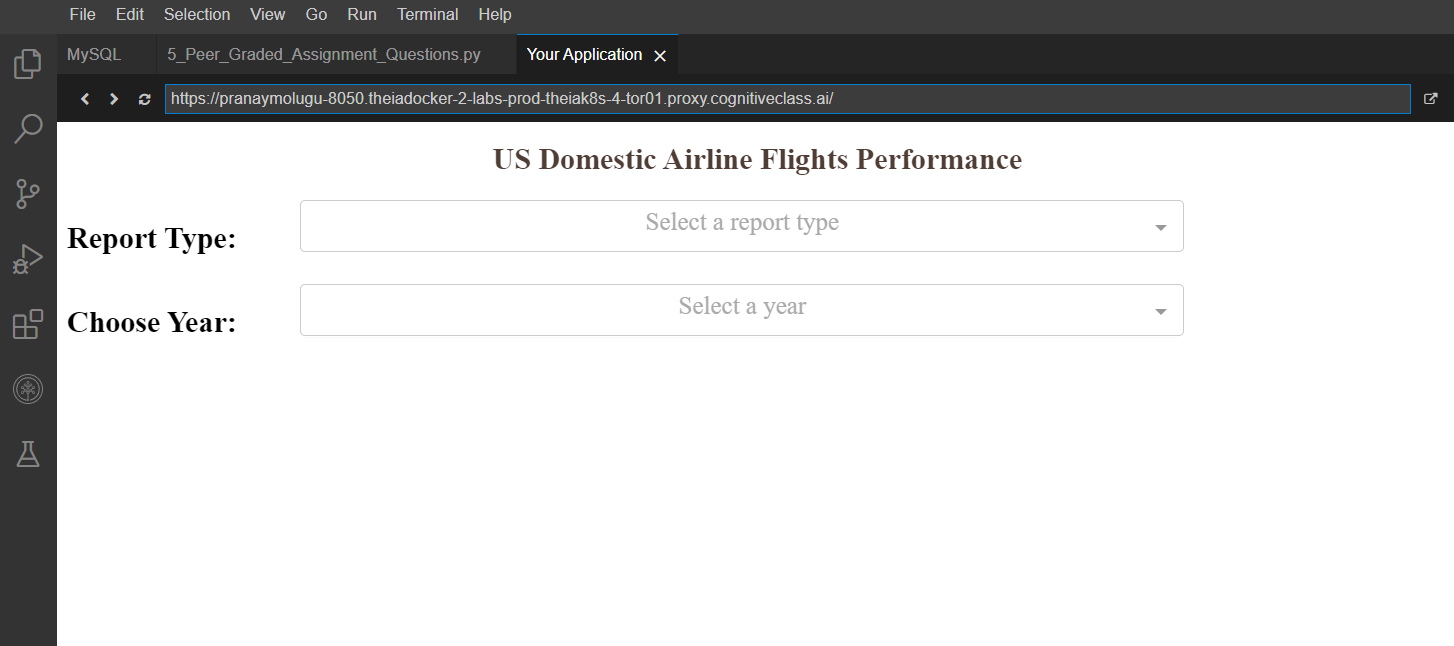 File Edit Selection View Go Run Terminal Help
MySQL 5_Peer_Graded_Assignment_Questions.py Your Application
https://pranaymolugu-8050.theiadocker-2-labs-prod-theiak8s-4-tor01.proxy.cognitiveclass.ai/
US Domestic Airline Flights Performance
Report Type: Select a report type
Choose Year: Select a year